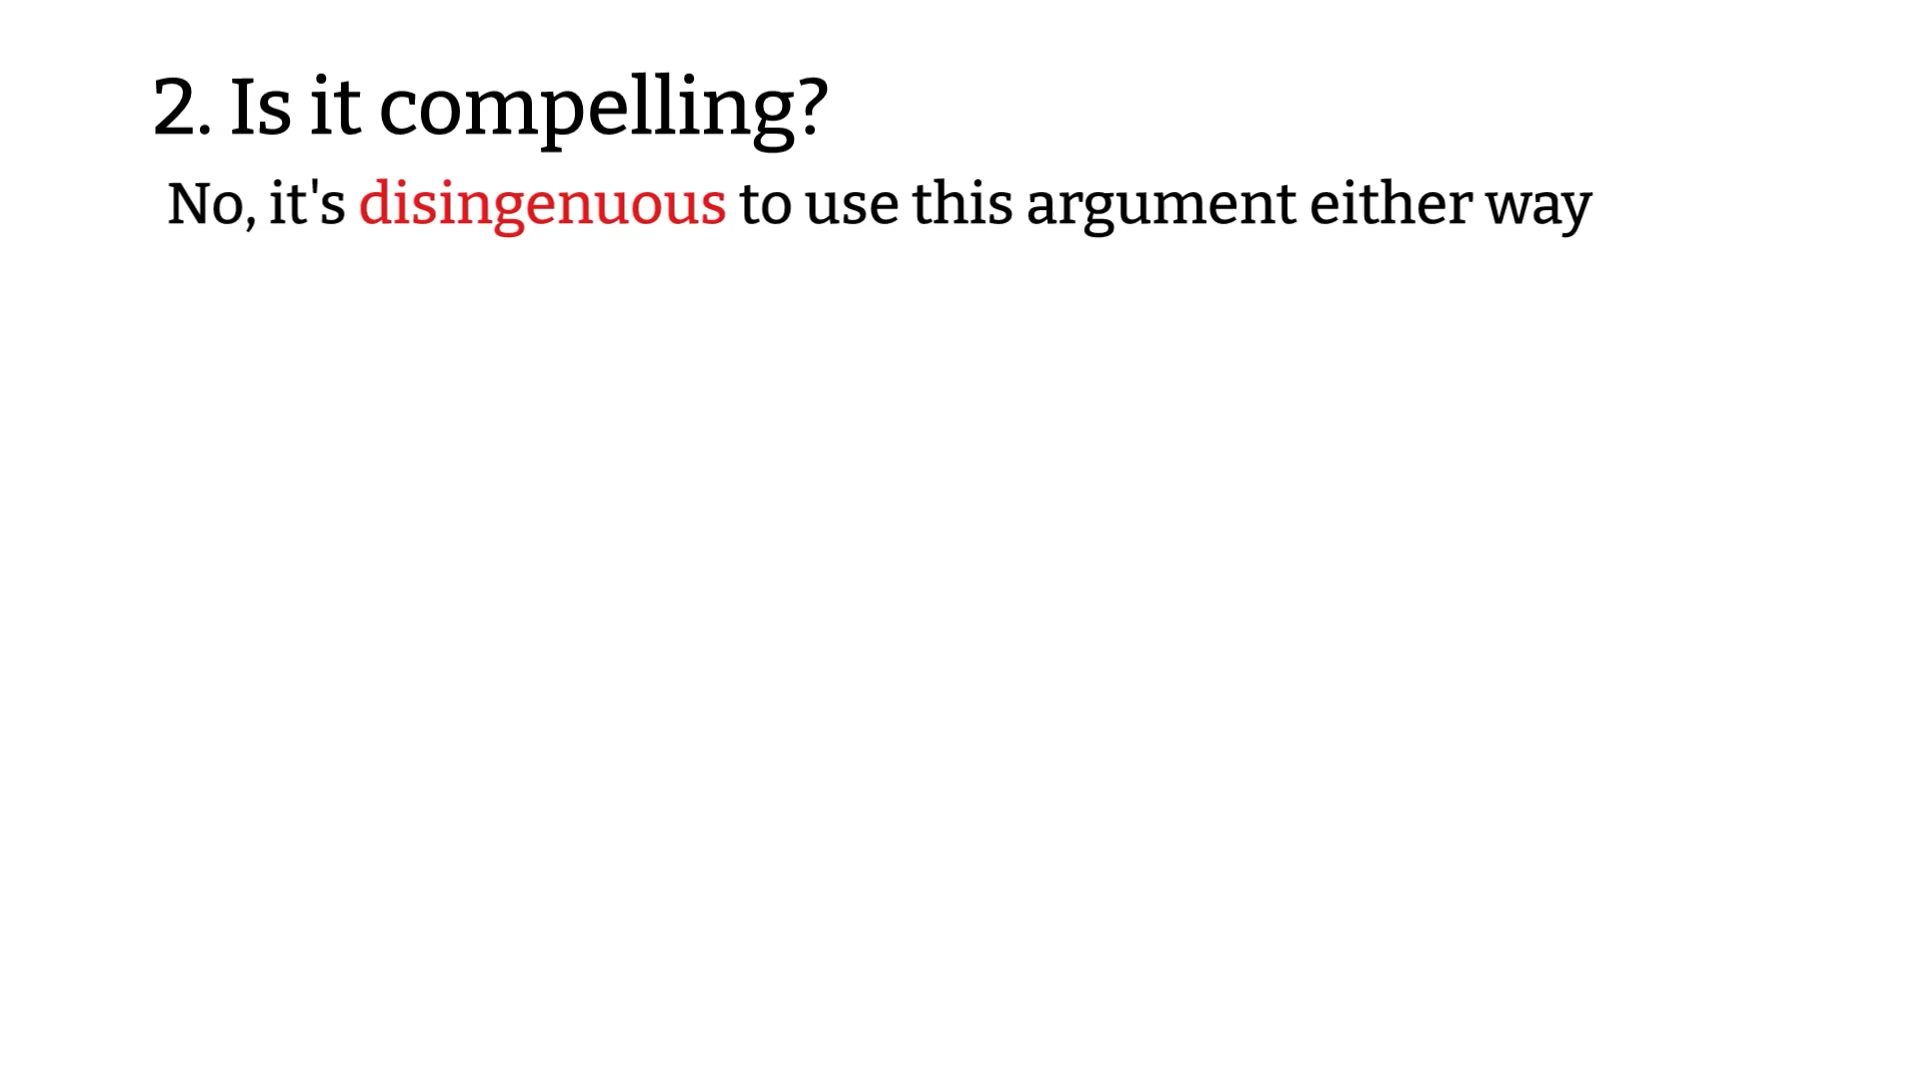 2. Is it compelling?
No, it's disingenuous to use this argument either way